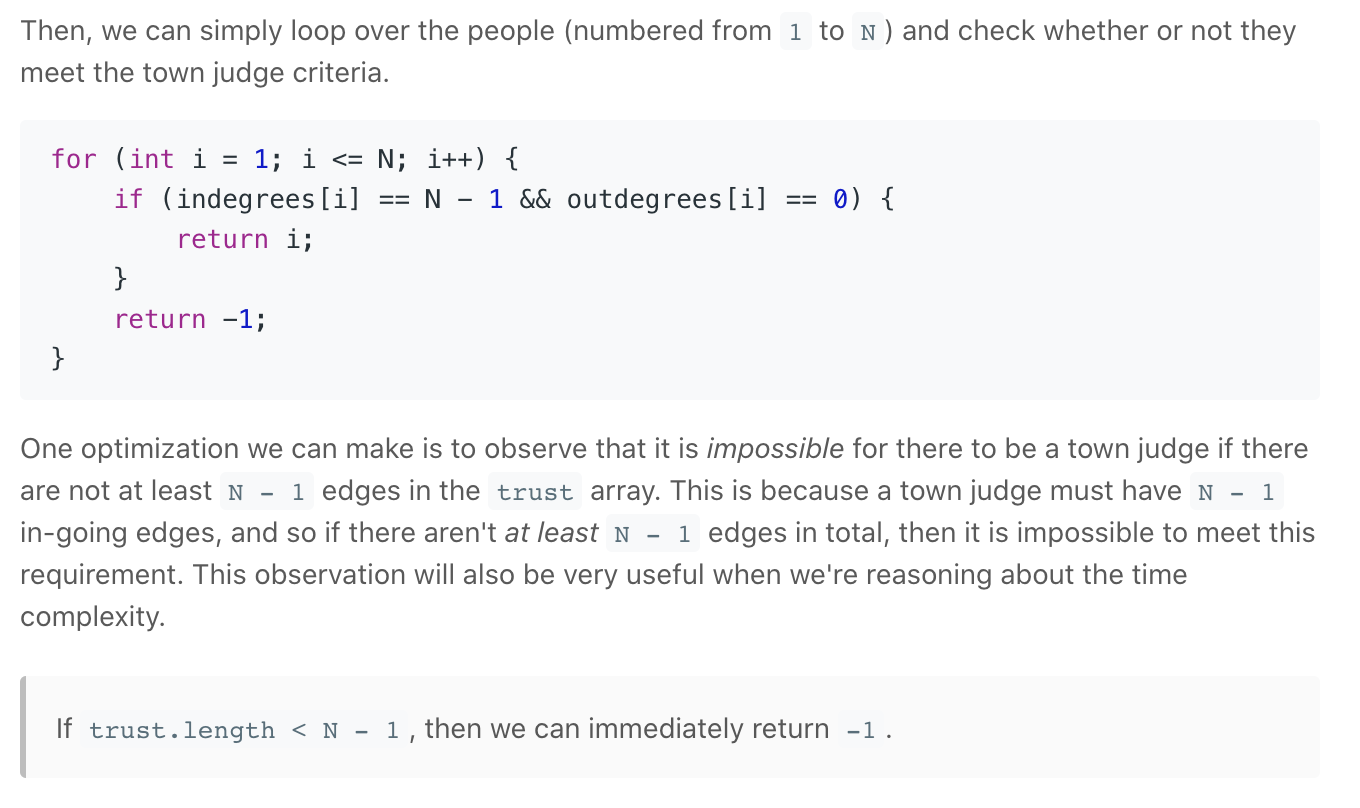 Then, we can simply loop over the people (numbered from 1 to N) and check whether or not they
meet the town judge criteria.
for (int i = 1; i <= N; i++) {
    if (indegrees[i] == N - 1 && outdegrees[i] == 0) {
        return i;
    }
    return -1;
}
One optimization we can make is to observe that it is impossible for there to be a town judge if there
are not at least N - 1 edges in the trust array. This is because a town judge must have N - 1
in-going edges, and so if there aren't at least N - 1 edges in total, then it is impossible to meet this
requirement. This observation will also be very useful when we're reasoning about the time
complexity.
If trust.length < N - 1, then we can immediately return -1.